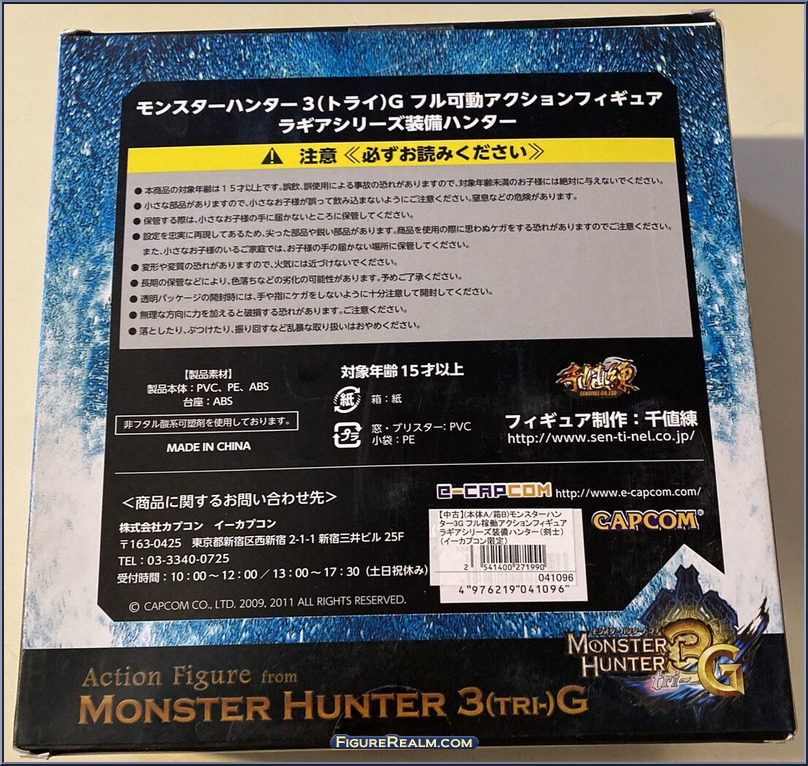 モンスターハンター3(トライ)G フル可動アクションフィギュア
ラギアシリーズ装備ハンター
注意 ≪必ずお読みください≫
● 本商品の対象年齢は15才以上です。誤飲、誤使用による事故の恐れがありますので、対象年齢未満のお子様には絶対に与えないでください。
● 小さな部品がありますので、小さなお子様が誤って飲み込まないようにご注意ください。窒息などの危険があります。
● 保管する際は、小さなお子様の手に届かないところに保管してください。
● 設定を忠実に再現してあるため、尖った部品や鋭い部品があります。商品を使用の際に思わぬケガをする恐れがありますのでご注意ください。
また、小さなお子様のいるご家庭では、お子様の手の届かない場所に保管してください。
● 変形や変質の恐れがありますので、火気には近づけないでください。
● 長期の保管などにより、色落ちなどの劣化の可能性があります。予めご了承ください。
● 透明パッケージの開封時には、手や指にケガをしないように十分注意して開封してください。
● 無理な方向に力を加えると破損する恐れがあります。ご注意ください。
● 落としたり、ぶつけたり、振り回すなど乱暴な取り扱いはおやめください。
【製品素材】
製品本体:PVC、PE、ABS
台座:ABS
非フタル酸系可塑剤を使用しております。
MADE IN CHINA
対象年齢15才以上
紙 箱:紙
プラ 窓・ブリスター:PVC
小袋:PE
千値練
SENTINEL CO.,LTD
フィギュア制作:千値練
http://www.sen-ti-nel.co.jp/
<商品に関するお問い合わせ先>
株式会社カプコン イーカプコン
〒163-0425 東京都新宿区西新宿 2-1-1 新宿三井ビル 25F
TEL:03-3340-0725
受付時間:10:00~12:00/13:00~17:30(土日祝休み)
© CAPCOM CO., LTD. 2009, 2011 ALL RIGHTS RESERVED.
e-CAPCOM http://www.e-capcom.com/
【中古】(本体A/箱B)モンスターハン
ター3G フル稼動アクションフィギュア
ラギアシリーズ装備ハンター(剣士)
(イーカプコン限定)
2 541400 271990
041096
4 976219 041096
CAPCOM
モンスターハンター トライ
MONSTER
HUNTER
3
tri-
G
Action Figure from
MONSTER HUNTER 3(TRI-)G
FIGUREREALM.COM